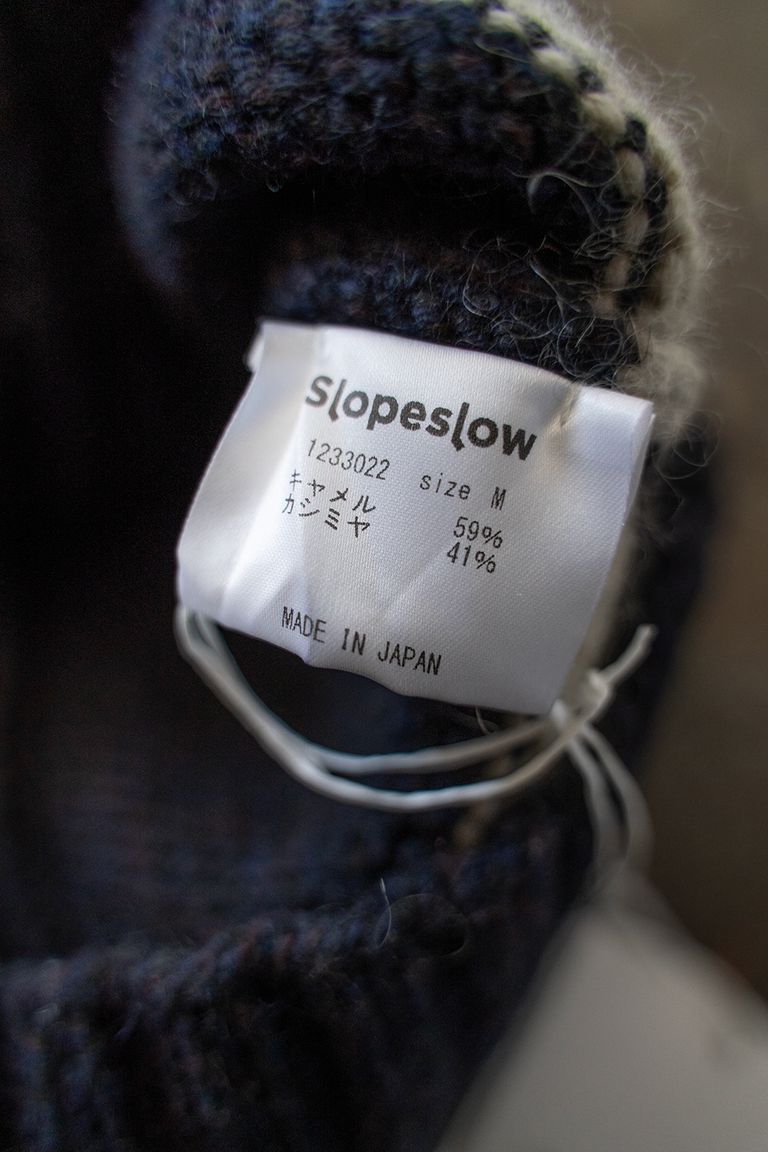 slopeslow
1233022 size M
キャメル 59%
カシミヤ 41%
MADE IN JAPAN